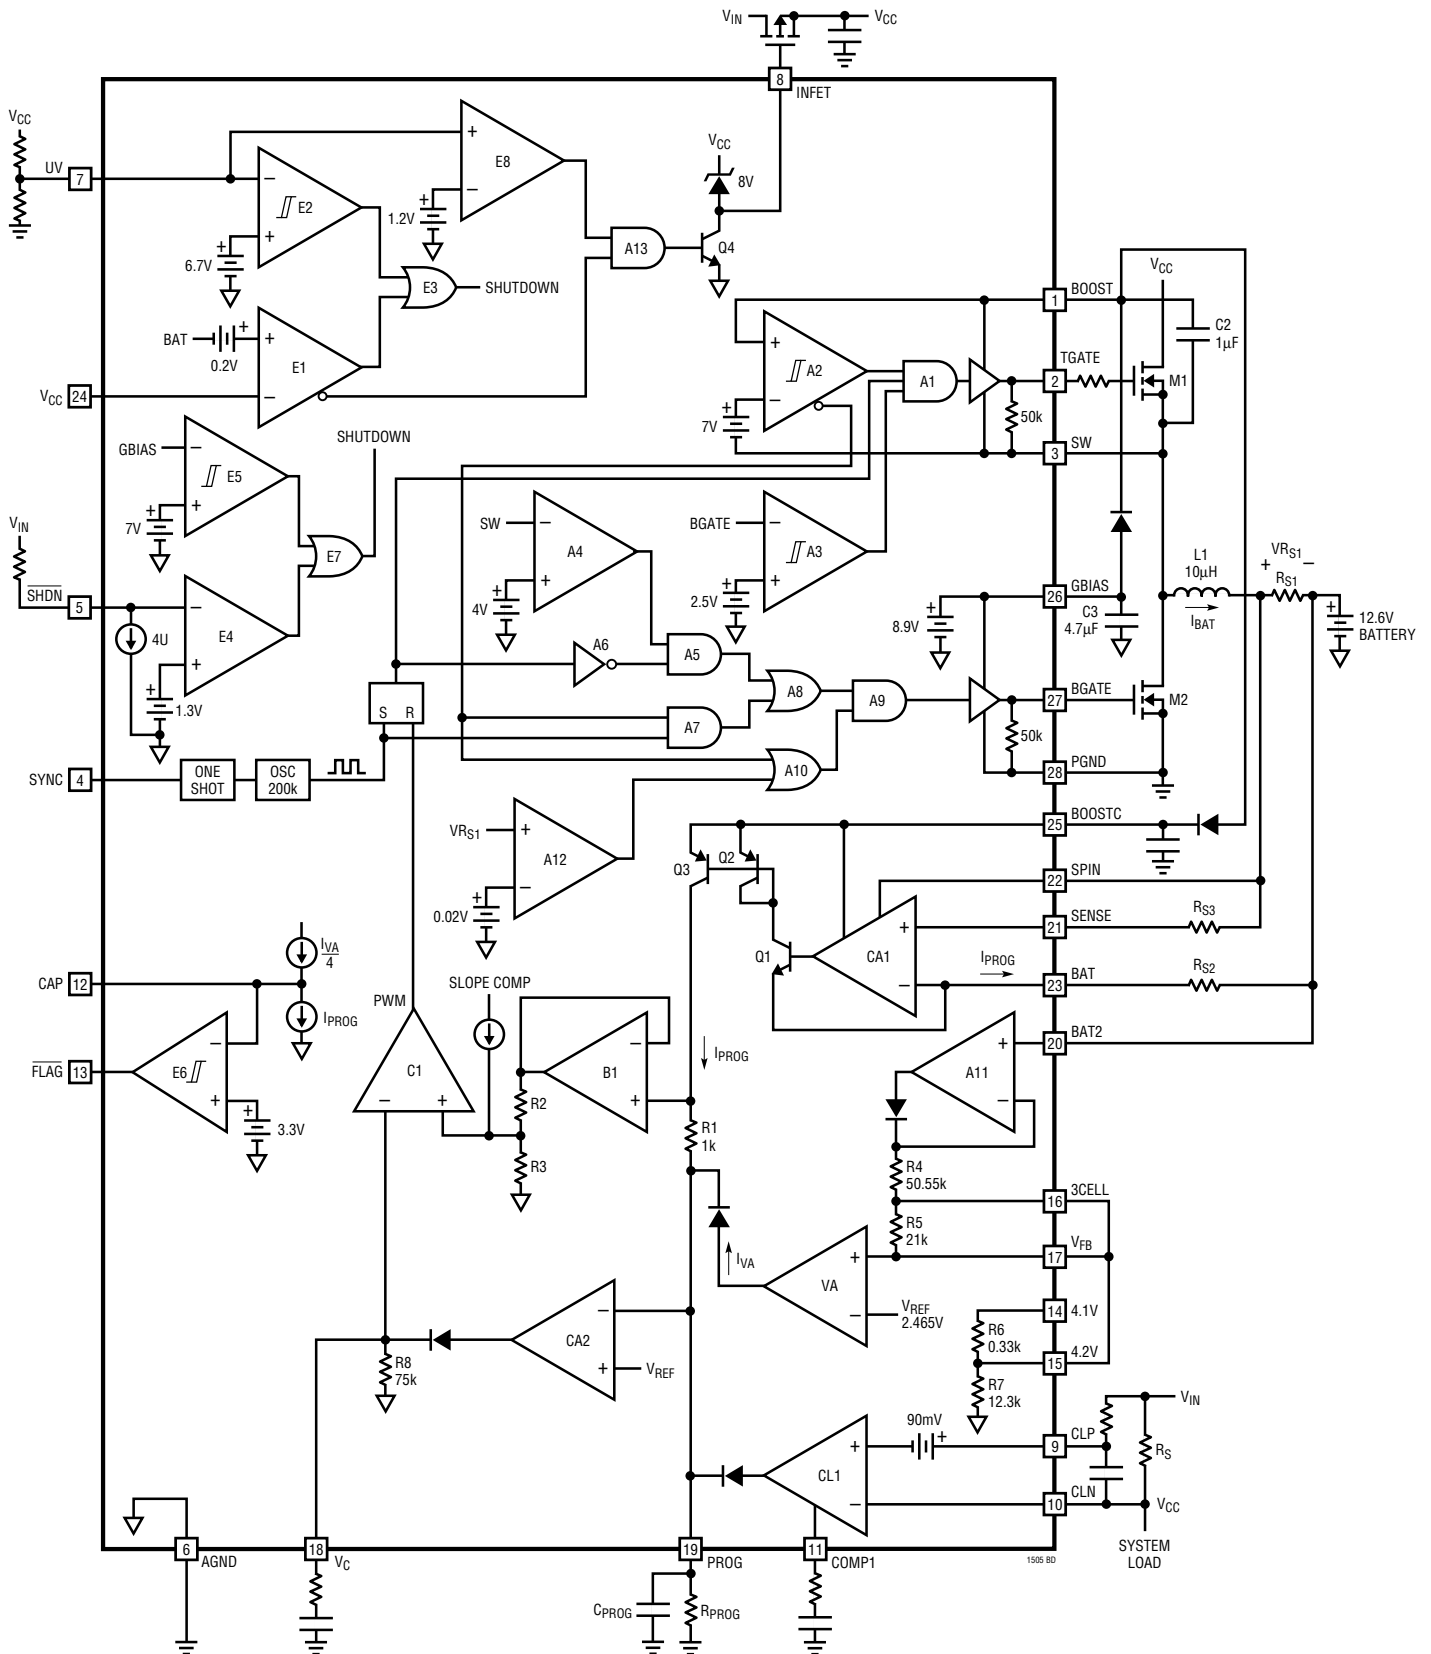 VIN
VCC
8
INFET
VCC
UV
7
+
E8
−
1.2V
+
−
E2
+
6.7V
+
VCC
8V
A13
Q4
E3
SHUTDOWN
BAT
+
0.2V
+
E1
−
VCC
24
1
BOOST
VCC
C2
1µF
+
A2
−
7V
+
A1
2
TGATE
M1
50k
3
SW
GBIAS
−
E5
+
7V
+
SHUTDOWN
E7
VIN
SHDN
5
4U
−
E4
+
1.3V
+
SW
−
A4
+
4V
+
BGATE
−
A3
+
2.5V
+
L1
10µH
VRS1
+
−
RS1
IBAT
+
12.6V
BATTERY
26
GBIAS
8.9V
+
C3
4.7µF
A6
A5
S
R
A8
A9
A7
A10
27
BGATE
M2
50k
28
PGND
SYNC
4
ONE
SHOT
OSC
200k
VRS1
+
A12
−
0.02V
+
25
BOOSTC
Q3
Q2
22
SPIN
21
SENSE
RS3
Q1
CA1
+
−
IPROG
23
BAT
RS2
20
BAT2
IVA
4
CAP
12
IPROG
FLAG
13
E6
−
+
3.3V
+
PWM
SLOPE COMP
C1
−
+
B1
−
+
R2
R3
IPROG
R1
1k
A11
+
−
R4
50.55k
16
3CELL
R5
21k
17
VFB
IVA
VA
+
−
VREF
2.465V
14
4.1V
R6
0.33k
15
4.2V
R7
12.3k
CA2
−
+
VREF
R8
75k
90mV
+
9
CLP
VIN
RS
CL1
+
−
10
CLN
VCC
SYSTEM
LOAD
6
AGND
18
VC
19
PROG
11
COMP1
1505 BD
CPROG
RPROG